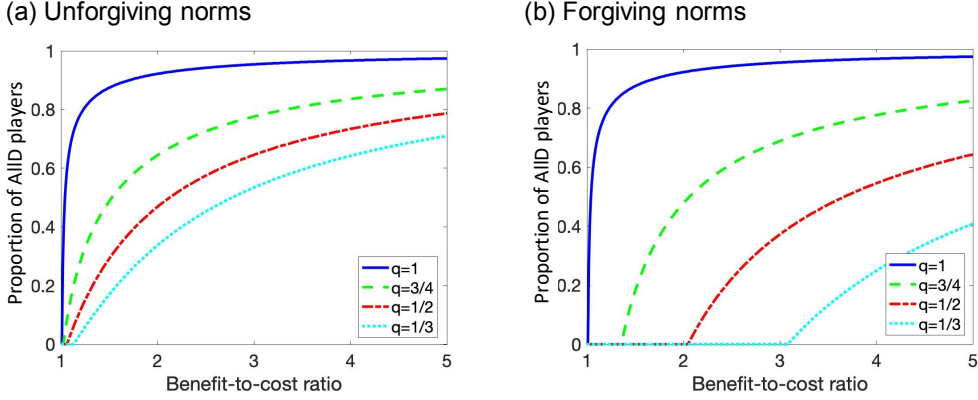 (a) Unforgiving norms
Proportion of AllD players
1
0.8
0.6
0.4
0.2
0
1
2
3
4
5
Benefit-to-cost ratio
q=1
q=3/4
q=1/2
q=1/3
(b) Forgiving norms
Proportion of AllD players
1
0.8
0.6
0.4
0.2
0
1
2
3
4
5
Benefit-to-cost ratio
q=1
q=3/4
q=1/2
q=1/3